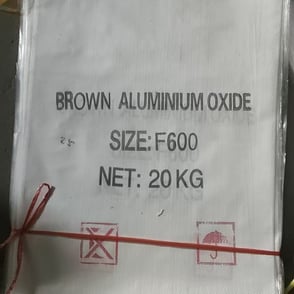 BROWN ALUMINIUM OXIDE
SIZE: F600
NET: 20 KG